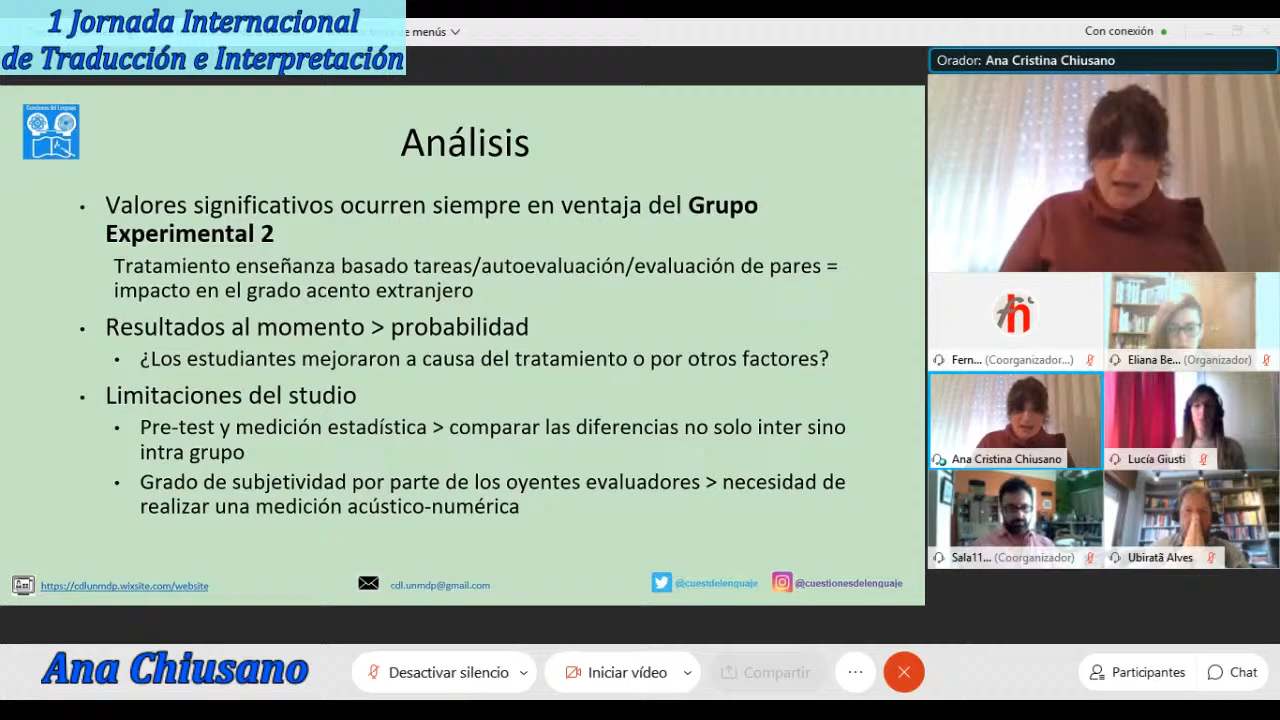 1 Jornada Internacional
de Traducción e Interpretación
menús
Con conexión
Orador: Ana Cristina Chiusano
Cuestiones del Lenguaje
Análisis
• Valores significativos ocurren siempre en ventaja del Grupo
Experimental 2
Tratamiento enseñanza basado tareas/autoevaluación/evaluación de pares =
impacto en el grado acento extranjero
• Resultados al momento > probabilidad
• ¿Los estudiantes mejoraron a causa del tratamiento o por otros factores?
• Limitaciones del studio
• Pre-test y medición estadística > comparar las diferencias no solo inter sino
intra grupo
• Grado de subjetividad por parte de los oyentes evaluadores > necesidad de
realizar una medición acústico-numérica
https://cdlunmdp.wixsite.com/website
cdl.unmdp@gmail.com
@cuestdelenguaje
@cuestionesdelenguaje
h
Fern... (Coorganizador...)
Eliana Be... (Organizador)
Ana Cristina Chiusano
Lucía Giusti
Sala11... (Coorganizador)
Ubiratã Alves
Ana Chiusano
Desactivar silencio
Iniciar vídeo
Compartir
...
Participantes
Chat